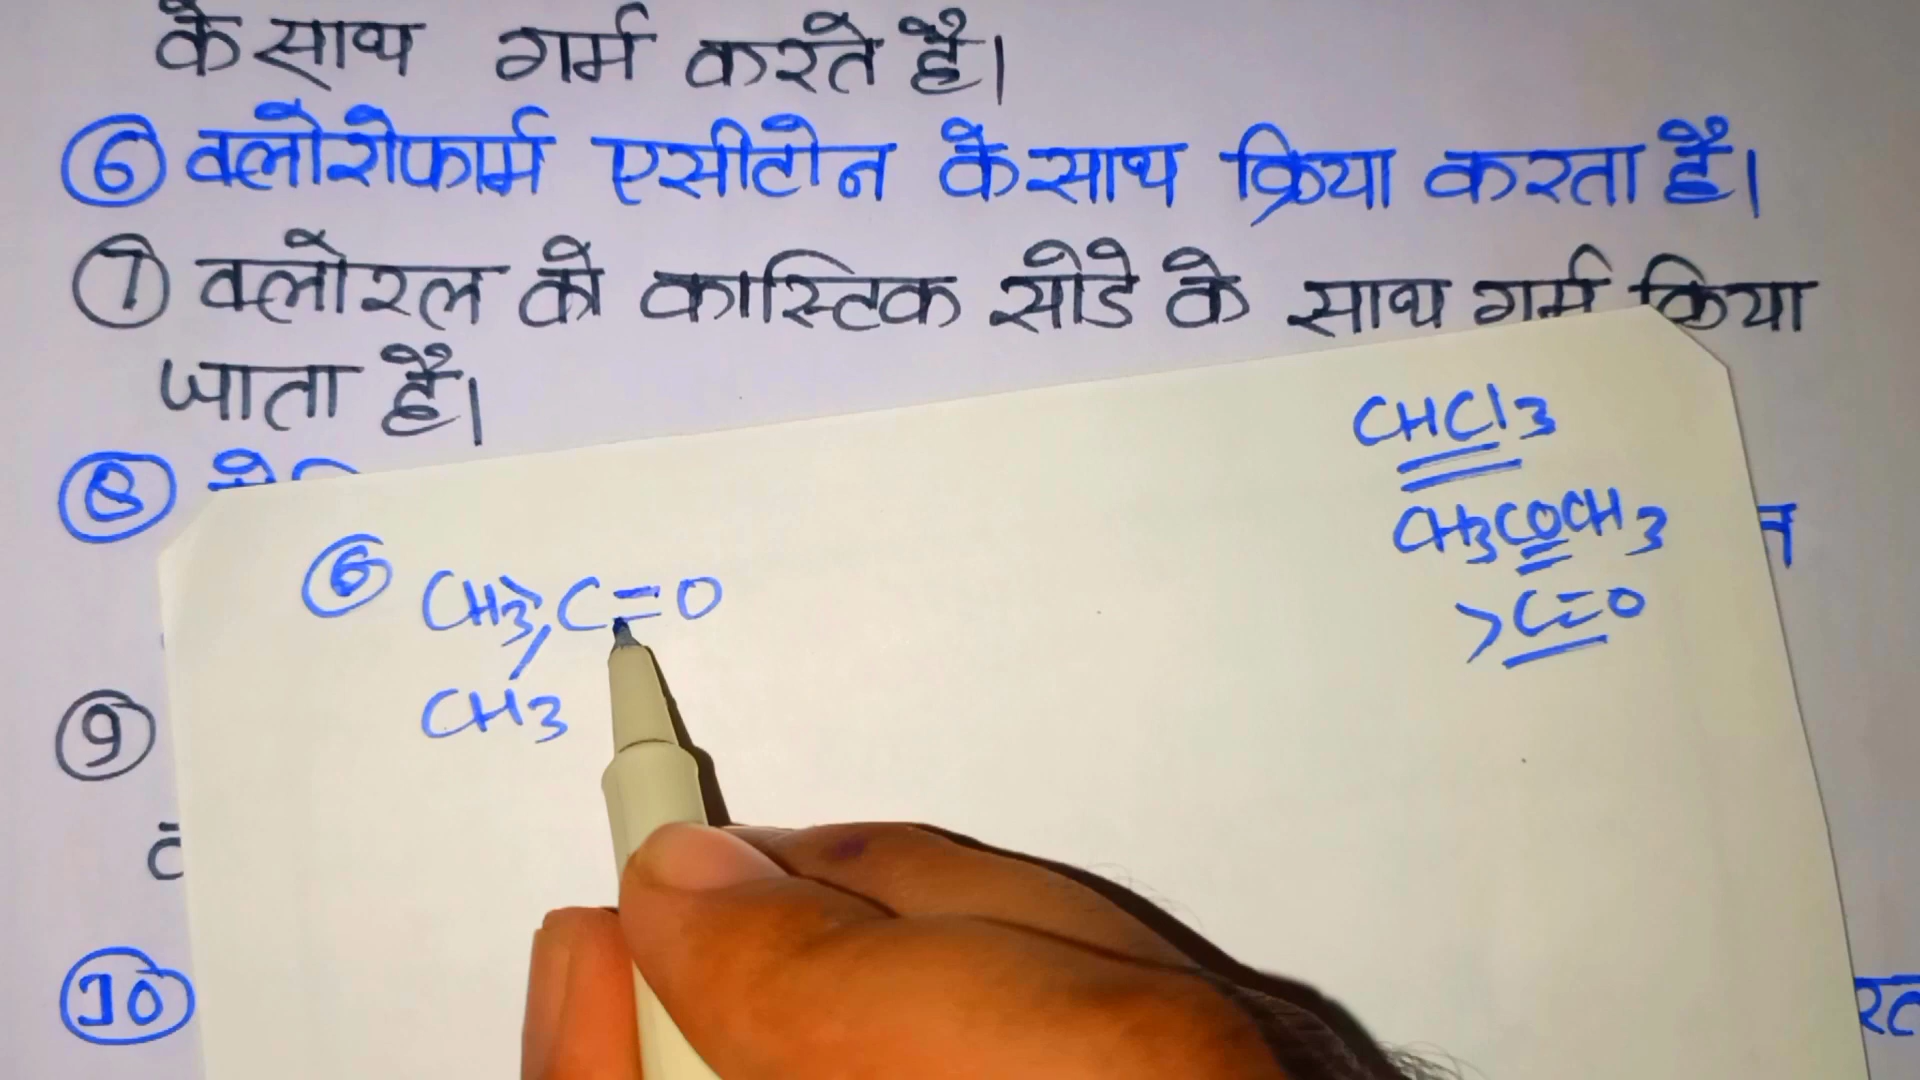 के साथ गर्म करते है।
⑥ क्लोरोफार्म एसीटोन के साथ क्रिया करता है।
⑦ क्लोरल को कास्टिक सोडे के साथ गर्म किया
जाता है।
CHCl3
⑧
CH3COCH3
न
⑥ CH3 C=O
>C=O
CH3
⑨
⑩